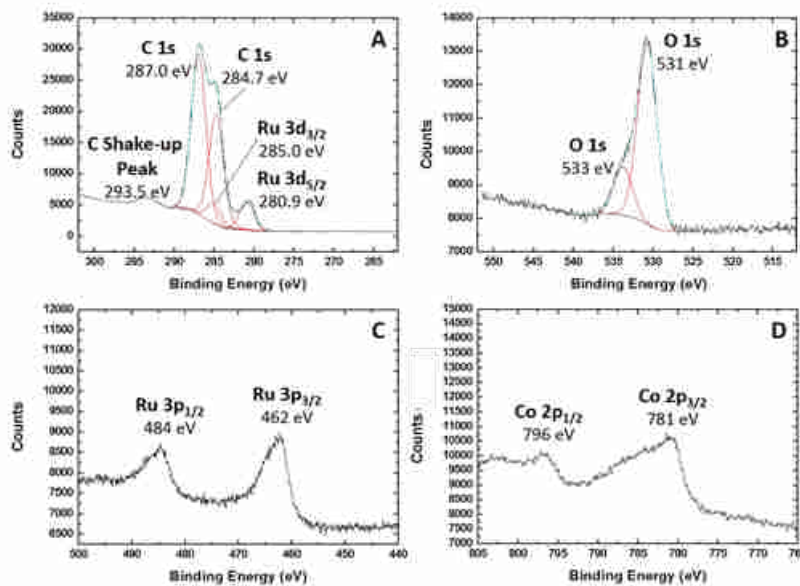 A
C 1s
287.0 eV
C 1s
284.7 eV
C Shake-up
Peak
293.5 eV
Ru 3d3/2
285.0 eV
Ru 3d5/2
280.9 eV
Counts
35000
30000
25000
20000
15000
10000
5000
0
300
295
290
285
280
275
270
265
Binding Energy (eV)
B
O 1s
531 eV
O 1s
533 eV
Counts
14000
13000
12000
11000
10000
9000
8000
7000
550
545
540
535
530
525
520
515
Binding Energy (eV)
C
Ru 3p1/2
484 eV
Ru 3p3/2
462 eV
Counts
12000
11500
11000
10500
10000
9500
9000
8500
8000
7500
7000
6500
500
490
480
470
460
450
440
Binding Energy (eV)
D
Co 2p1/2
796 eV
Co 2p3/2
781 eV
Counts
15000
14500
14000
13500
13000
12500
12000
11500
11000
10500
10000
9500
9000
8500
8000
7500
7000
805
800
795
790
785
780
775
770
765
Binding Energy (eV)